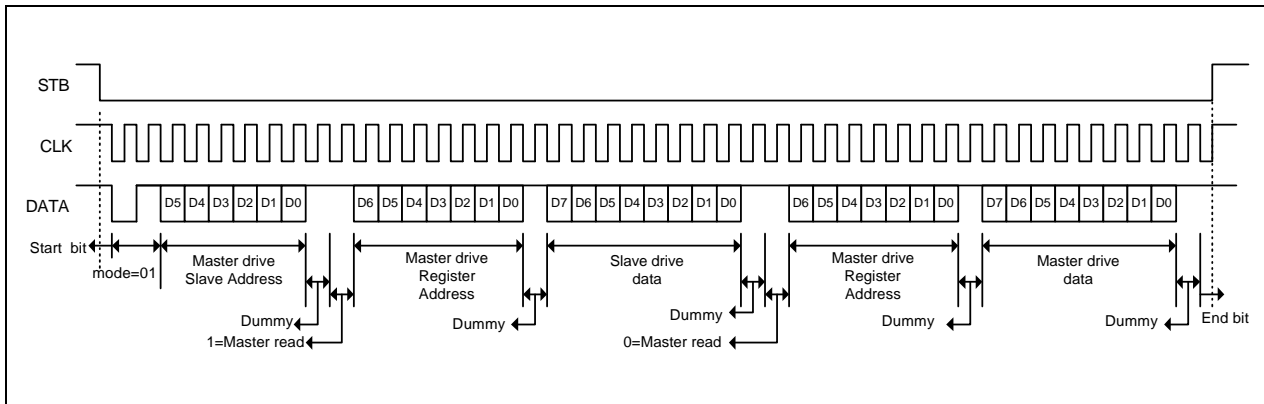 STB
CLK
DATA
D5 D4 D3 D2 D1 D0 D6 D5 D4 D3 D2 D1 D0 D7 D6 D5 D4 D3 D2 D1 D0 D6 D5 D4 D3 D2 D1 D0 D7 D6 D5 D4 D3 D2 D1 D0
Start bit
mode=01
Master drive
Slave Address
Master drive
Register
Address
Slave drive
data
Master drive
Register
Address
Master drive
data
Dummy
1=Master read
Dummy
Dummy
0=Master read
Dummy
Dummy
End bit